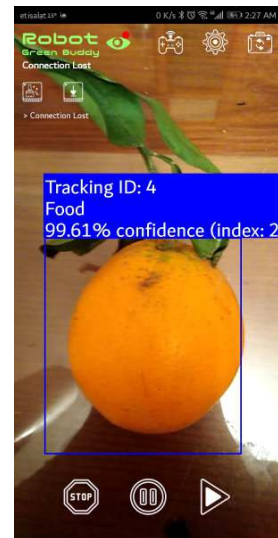 etisalat 0 K/s 2:27 AM
Robot
Green Buddy
Connection Lost
> Connection Lost
Tracking ID: 4
Food
99.61% confidence (index: 2
STOP